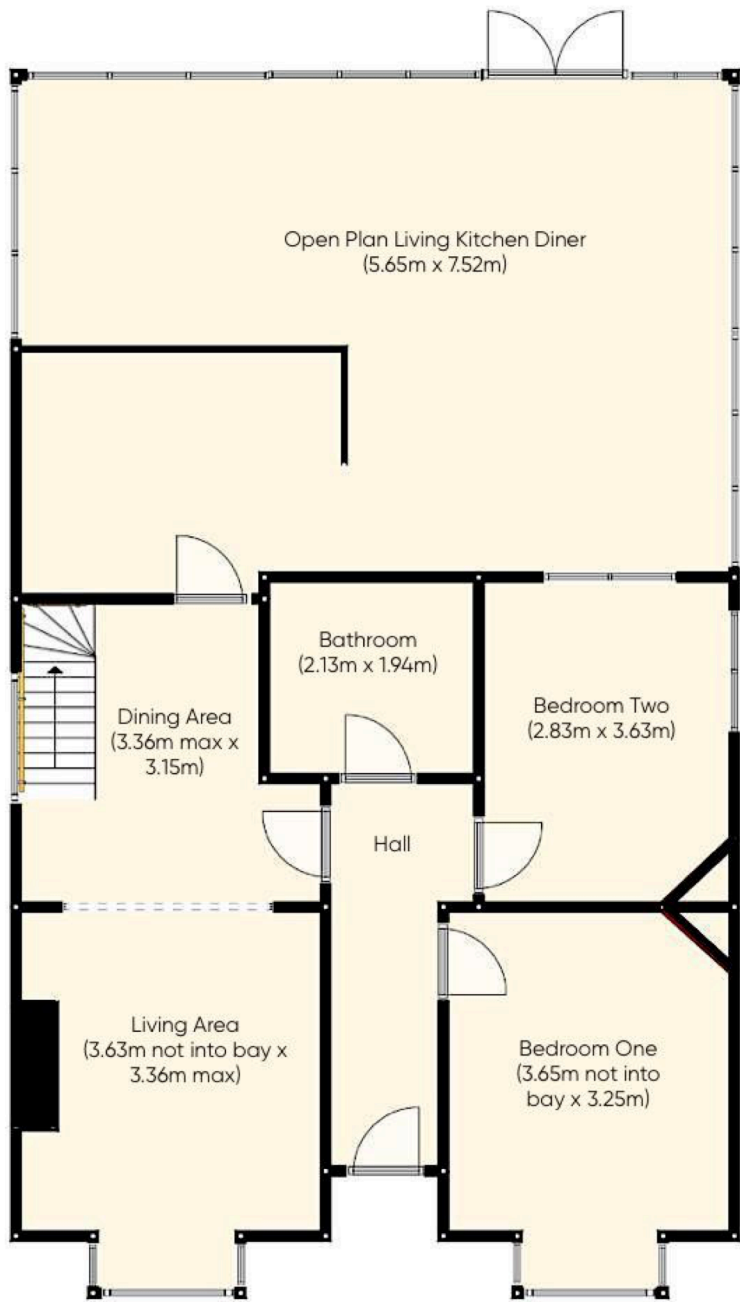 Open Plan Living Kitchen Diner
(5.65m x 7.52m)
Bathroom
(2.13m x 1.94m)
Bedroom Two
(2.83m x 3.63m)
Dining Area
(3.36m max x
3.15m)
Hall
Living Area
(3.63m not into bay x
3.36m max)
Bedroom One
(3.65m not into
bay x 3.25m)